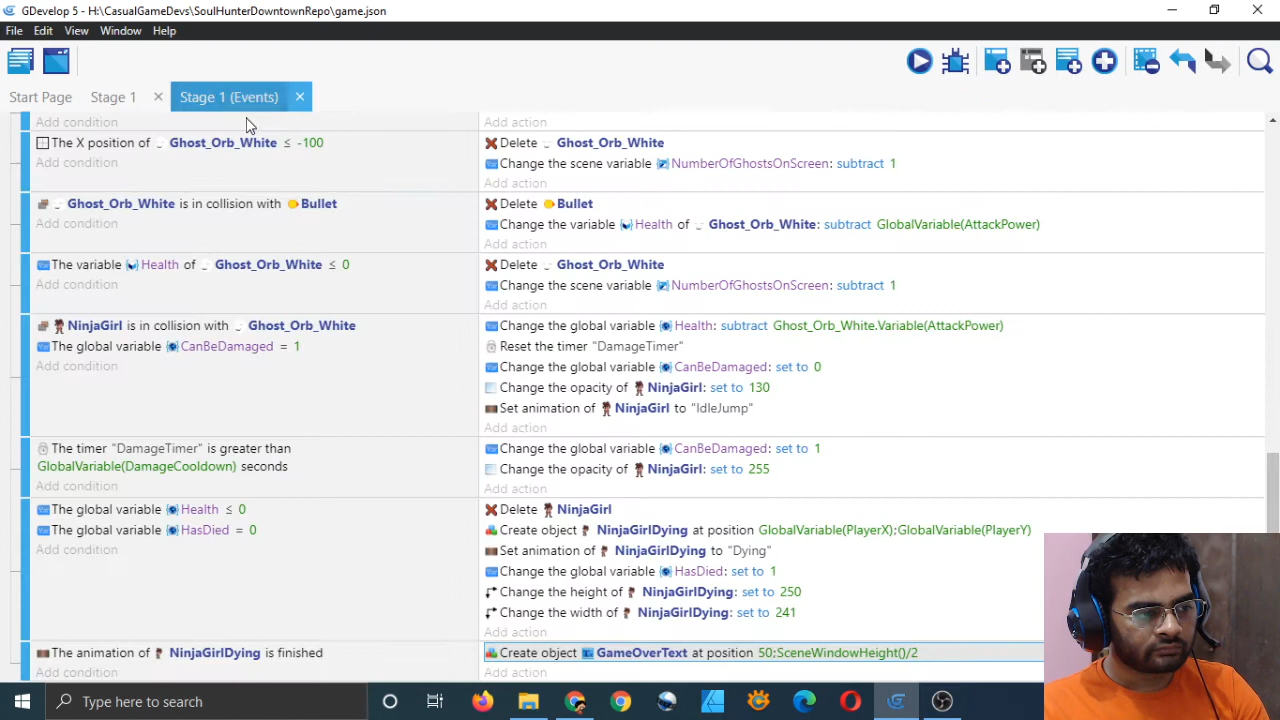 GDevelop 5 - H:\CasualGameDevs\SoulHunterDowntownRepo\game.json
File Edit View Window Help
Start Page Stage 1 × Stage 1 (Events) ×
Add condition Add action
The X position of Ghost_Orb_White ≤ -100 Delete Ghost_Orb_White
Add condition Change the scene variable NumberOfGhostsOnScreen: subtract 1
Add action
Ghost_Orb_White is in collision with Bullet Delete Bullet
Add condition Change the variable Health of Ghost_Orb_White: subtract GlobalVariable(AttackPower)
Add action
The variable Health of Ghost_Orb_White ≤ 0 Delete Ghost_Orb_White
Add condition Change the scene variable NumberOfGhostsOnScreen: subtract 1
Add action
NinjaGirl is in collision with Ghost_Orb_White Change the global variable Health: subtract Ghost_Orb_White.Variable(AttackPower)
The global variable CanBeDamaged = 1 Reset the timer "DamageTimer"
Add condition Change the global variable CanBeDamaged: set to 0
Change the opacity of NinjaGirl: set to 130
Set animation of NinjaGirl to "IdleJump"
Add action
The timer "DamageTimer" is greater than Change the global variable CanBeDamaged: set to 1
GlobalVariable(DamageCooldown) seconds Change the opacity of NinjaGirl: set to 255
Add condition Add action
The global variable Health ≤ 0 Delete NinjaGirl
The global variable HasDied = 0 Create object NinjaGirlDying at position GlobalVariable(PlayerX);GlobalVariable(PlayerY)
Add condition Set animation of NinjaGirlDying to "Dying"
Change the global variable HasDied: set to 1
Change the height of NinjaGirlDying: set to 250
Change the width of NinjaGirlDying: set to 241
Add action
The animation of NinjaGirlDying is finished Create object GameOverText at position 50;SceneWindowHeight()/2
Add condition Add action
Type here to search